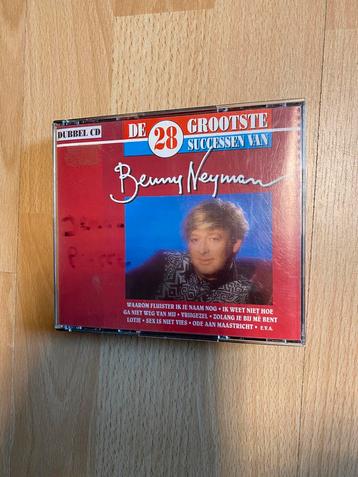 DUBBEL CD
DE 28 GROOTSTE
SUCCESSEN VAN
Benny Neyman
WAAROM FLUISTER IK JE NAAM NOG • IK WEET NIET HOE
GA NIET WEG VAN MIJ • VRIJGEZEL • ZOLANG JE BIJ ME BENT
LOTJE • SEX IS NIET VIES • ODE AAN MAASTRICHT • E.V.A.